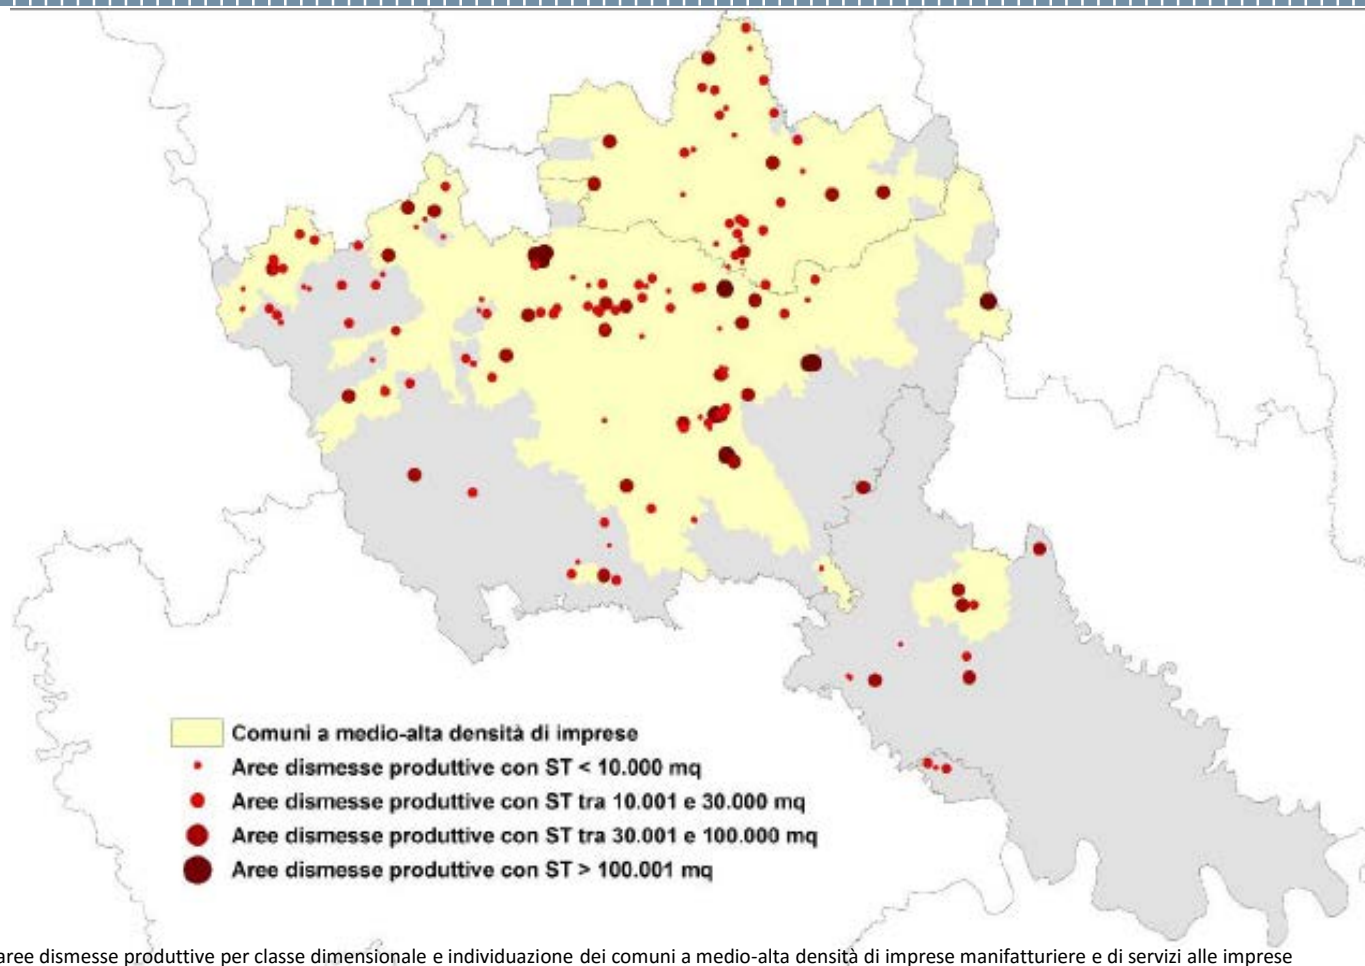 Comuni a medio-alta densità di imprese
Aree dismesse produttive con ST < 10.000 mq
Aree dismesse produttive con ST tra 10.001 e 30.000 mq
Aree dismesse produttive con ST tra 30.001 e 100.000 mq
Aree dismesse produttive con ST > 100.001 mq
aree dismesse produttive per classe dimensionale e individuazione dei comuni a medio-alta densità di imprese manifatturiere e di servizi alle imprese